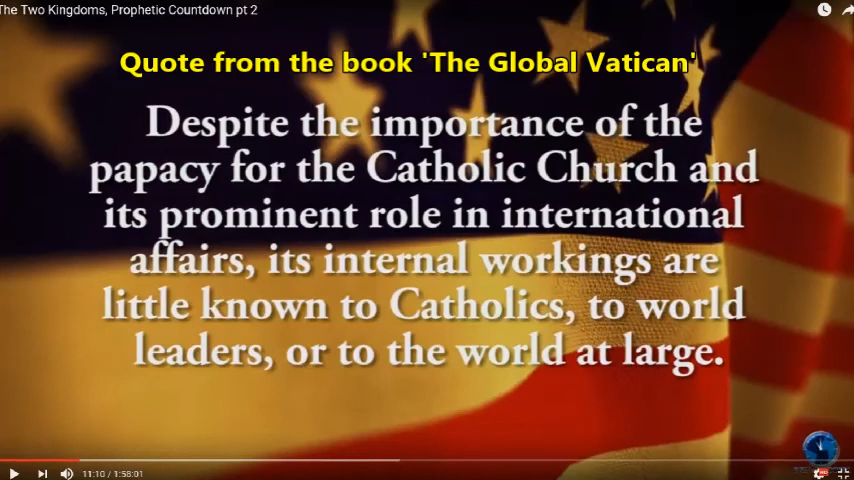 The Two Kingdoms, Prophetic Countdown pt 2
Quote from the book 'The Global Vatican'
Despite the importance of the
papacy for the Catholic Church and
its prominent role in international
affairs, its internal workings are
little known to Catholics, to world
leaders, or to the world at large.
11:10 / 1:58:01